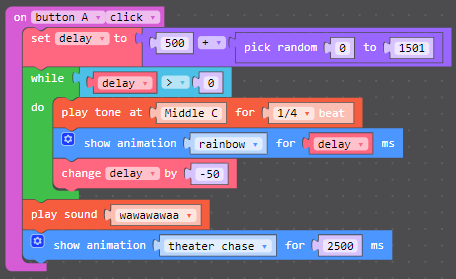 on button A click
set delay to 500 + pick random 0 to 1501
while delay > 0
do play tone at Middle C for 1/4 beat
show animation rainbow for delay ms
change delay by -50
play sound wawawawaa
show animation theater chase for 2500 ms